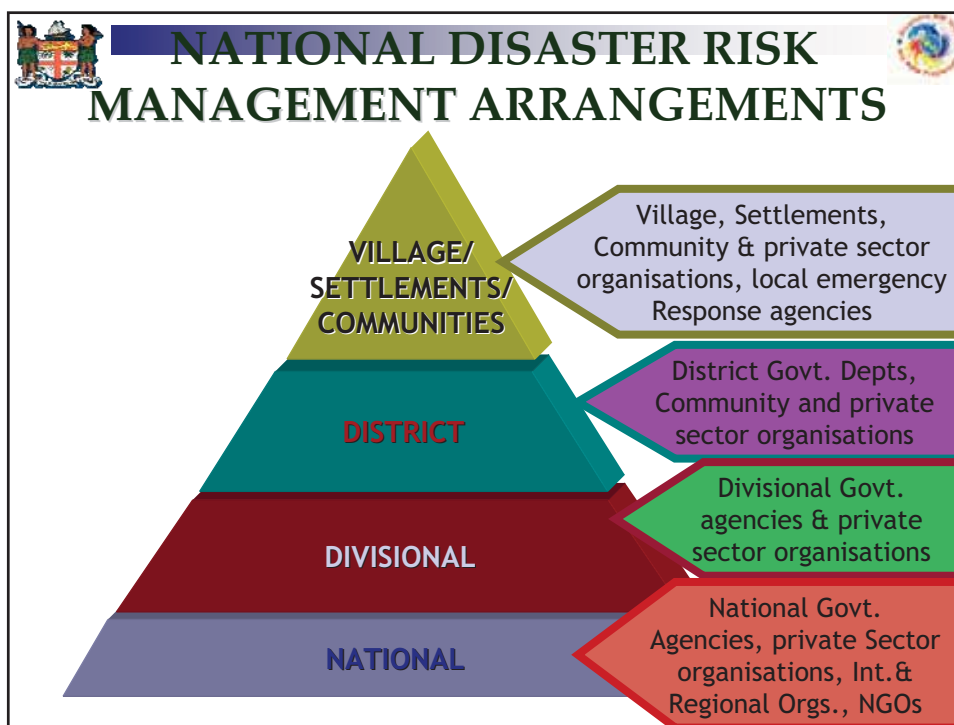 NATIONAL DISASTER RISK
MANAGEMENT ARRANGEMENTS
VILLAGE/
SETTLEMENTS/
COMMUNITIES
Village, Settlements,
Community & private sector
organisations, local emergency
Response agencies
DISTRICT
District Govt. Depts,
Community and private
sector organisations
DIVISIONAL
Divisional Govt.
agencies & private
sector organisations
NATIONAL
National Govt.
Agencies, private Sector
organisations, Int.&
Regional Orgs., NGOs